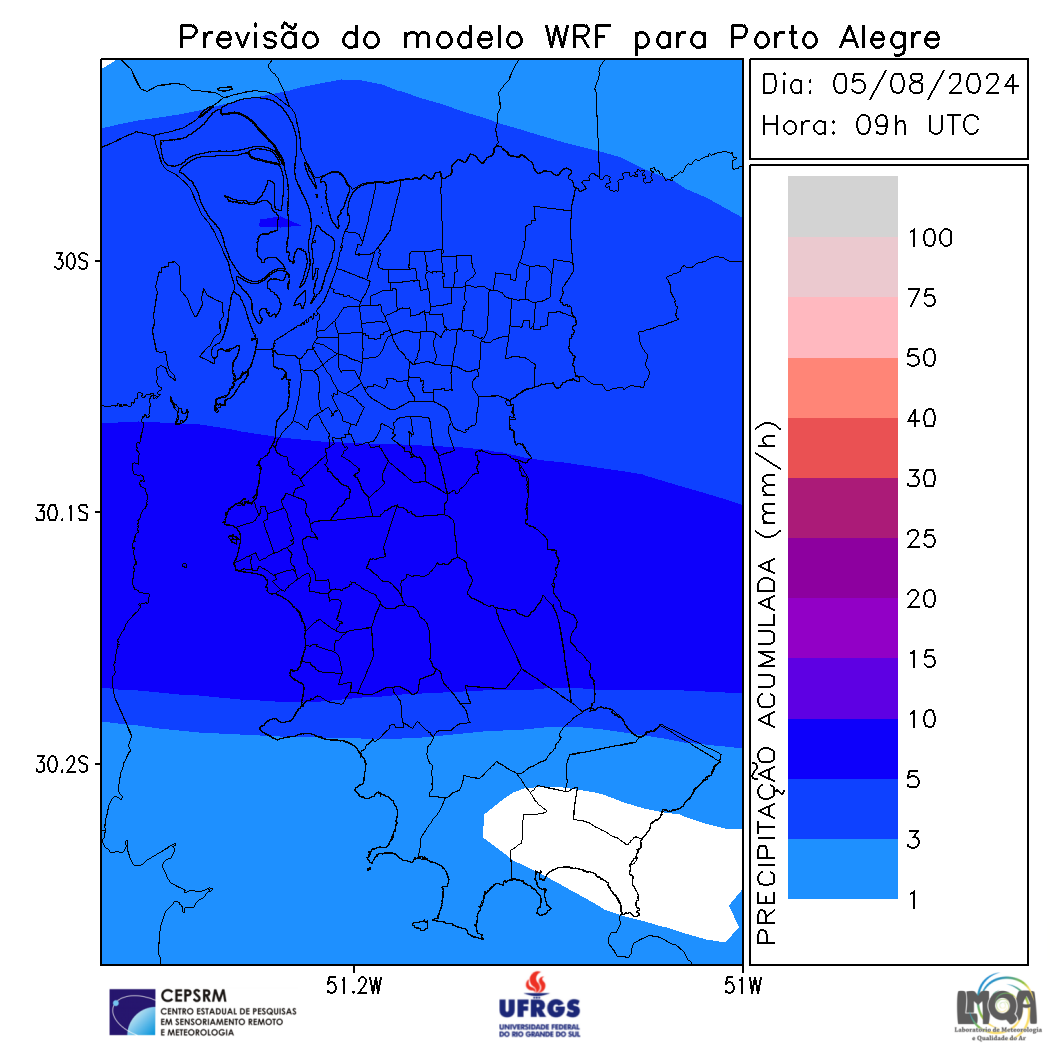 Previsão do modelo WRF para Porto Alegre
Dia: 05/08/2024
Hora: 09h UTC
30S
30.1S
30.2S
51.2W
51W
PRECIPITAÇÃO ACUMULADA (mm/h)
100
75
50
40
30
25
20
15
10
5
3
1
CEPSRM
CENTRO ESTADUAL DE PESQUISAS
EM SENSORIAMENTO REMOTO
E METEOROLOGIA
UFRGS
UNIVERSIDADE FEDERAL
DO RIO GRANDE DO SUL
LMQA
Laboratório de Meteorologia
e Qualidade do Ar